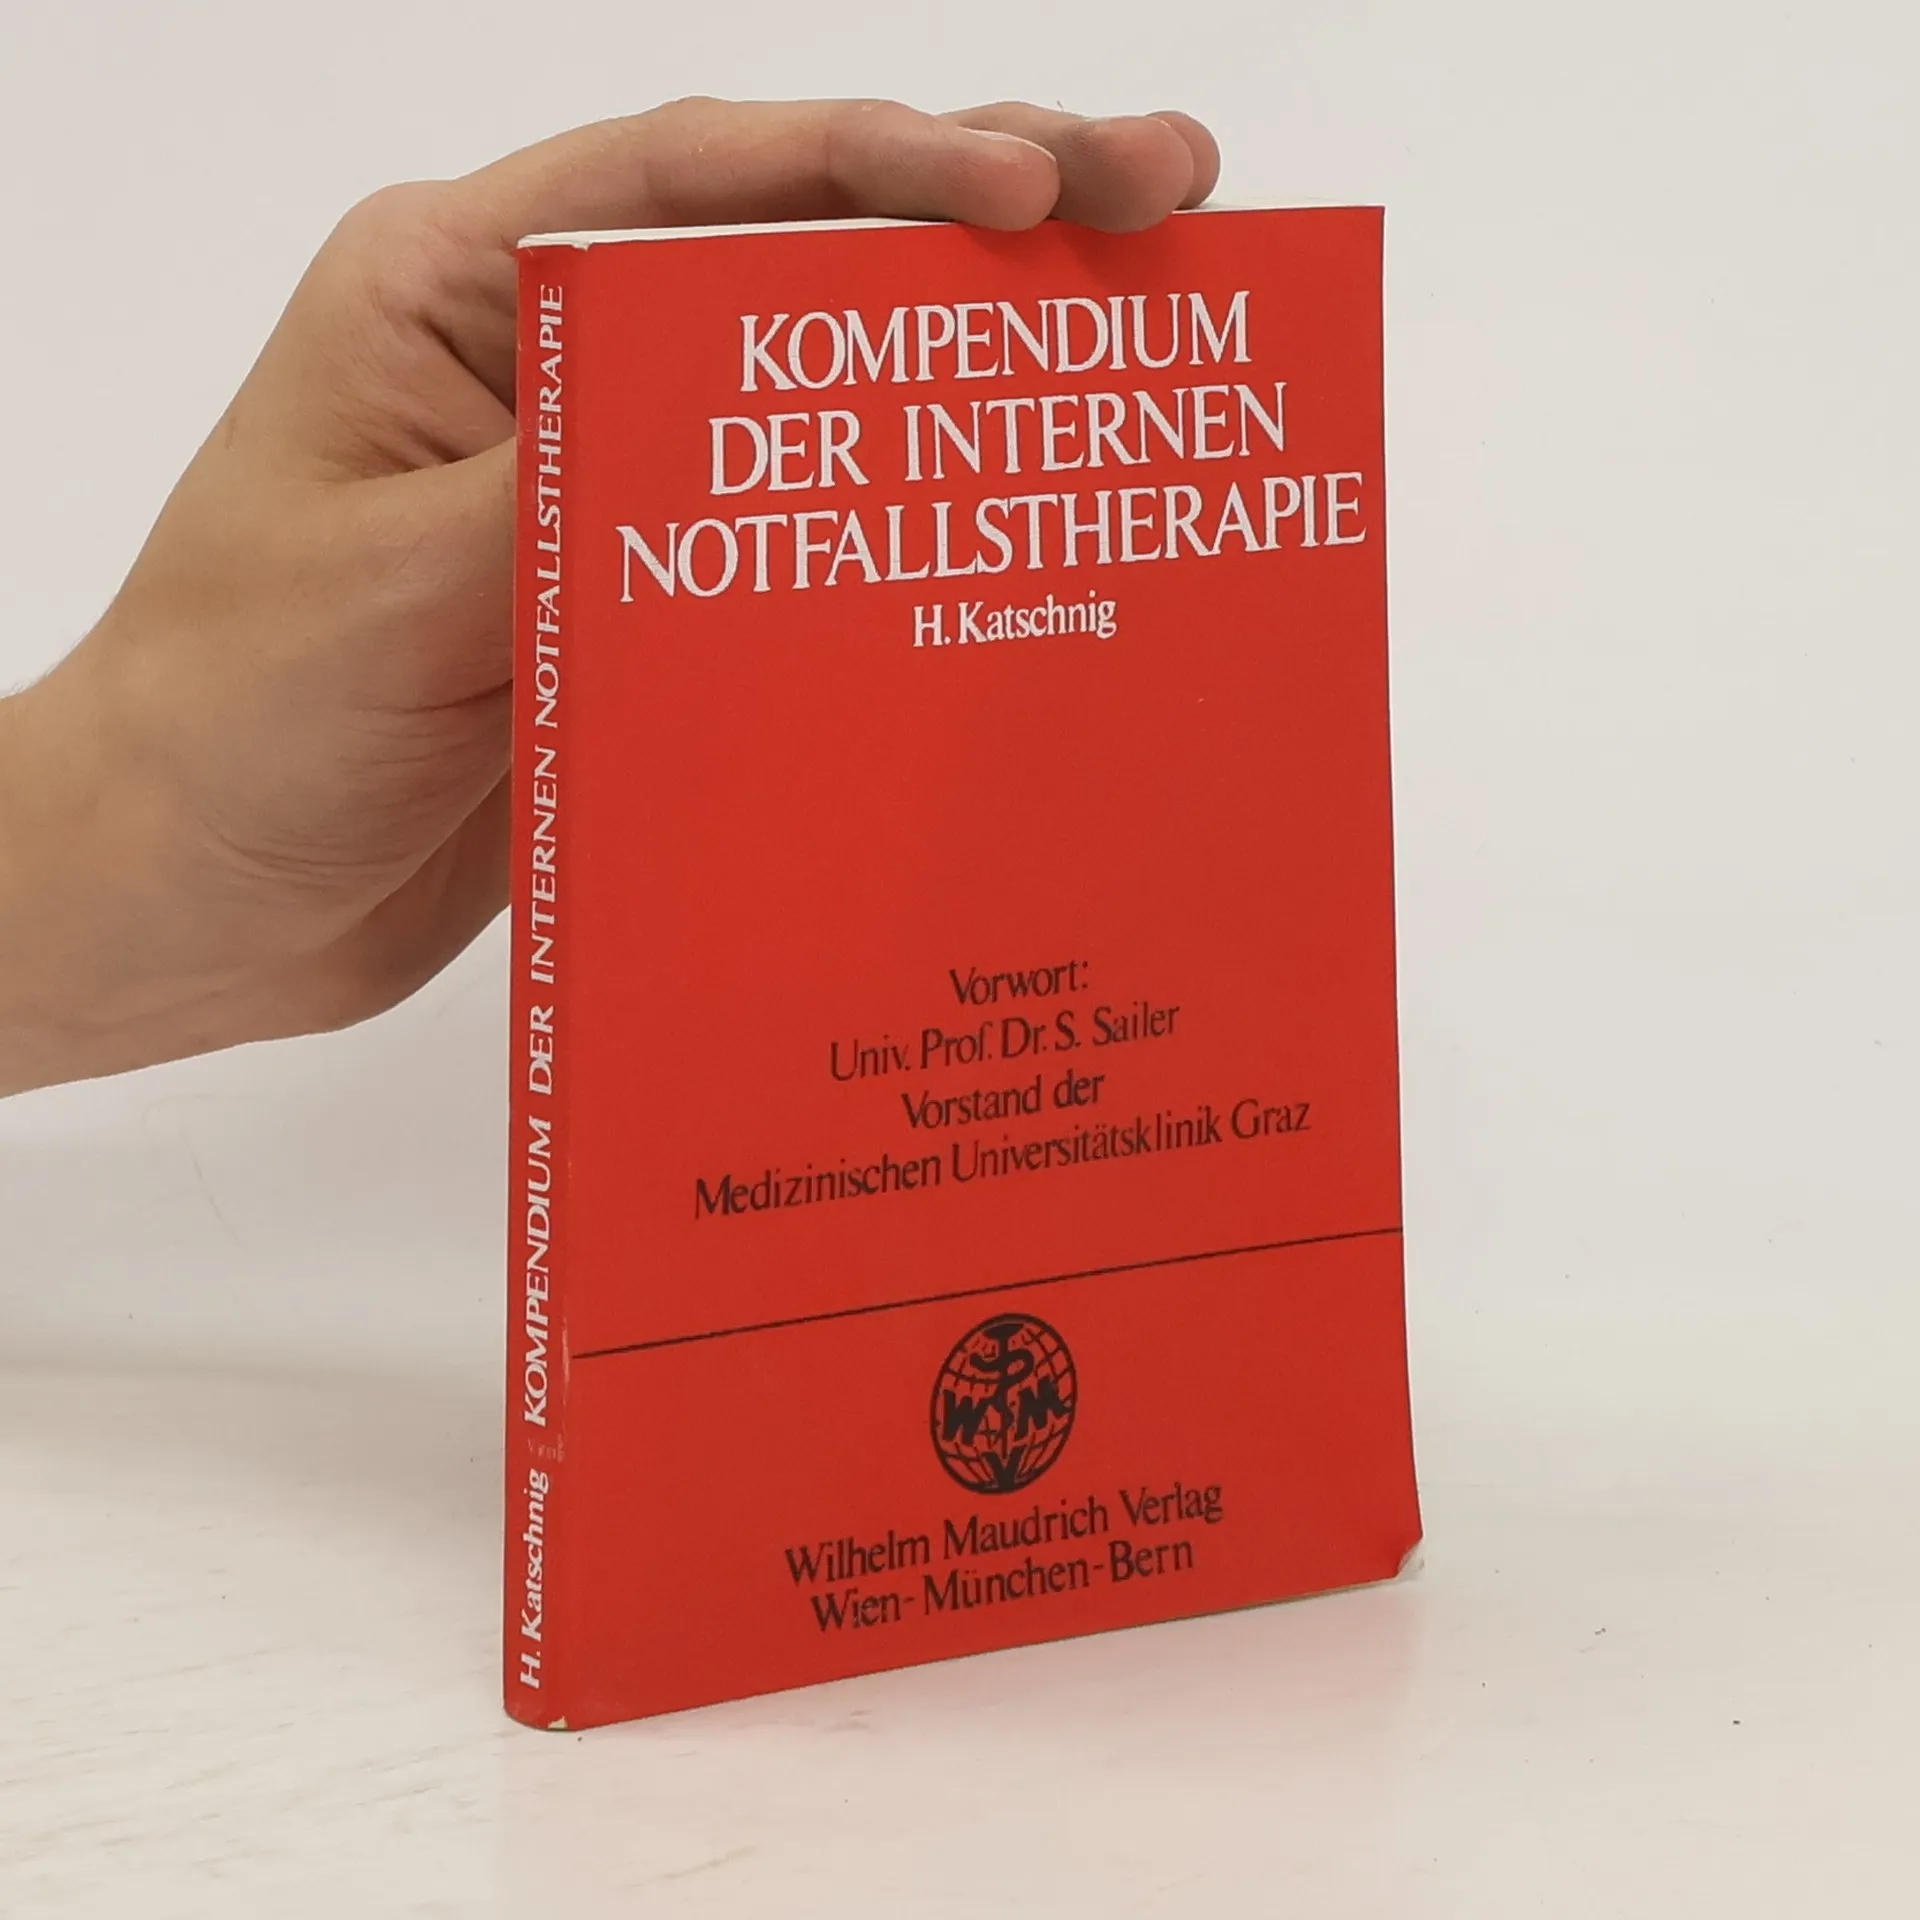 KOMPENDIUM
DER INTERNEN
NOTFALLSTHERAPIE
H. Katschnig
Vorwort:
Univ. Prof. Dr. S. Sailer
Vorstand der
Medizinischen Universitätsklinik Graz
W M
V
Wilhelm Maudrich Verlag
Wien-München-Bern
H. Katschnig KOMPENDIUM DER INTERNEN NOTFALLSTHERAPIE